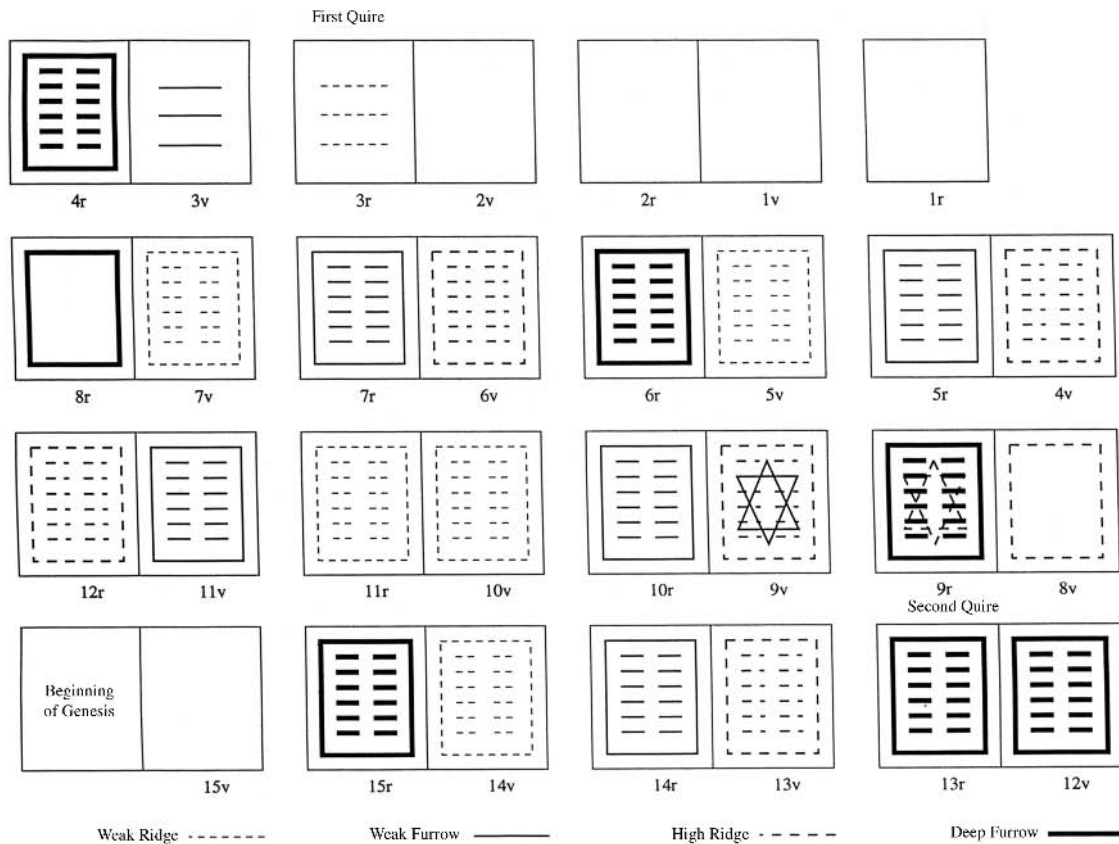 First Quire
4r 3v 3r 2v 2r 1v 1r
8r 7v 7r 6v 6r 5v 5r 4v
12r 11v 11r 10v 10r 9v 9r 8v
Second Quire
Beginning
of Genesis
15v 15r 14v 14r 13v 13r 12v
Weak Ridge Weak Furrow High Ridge Deep Furrow